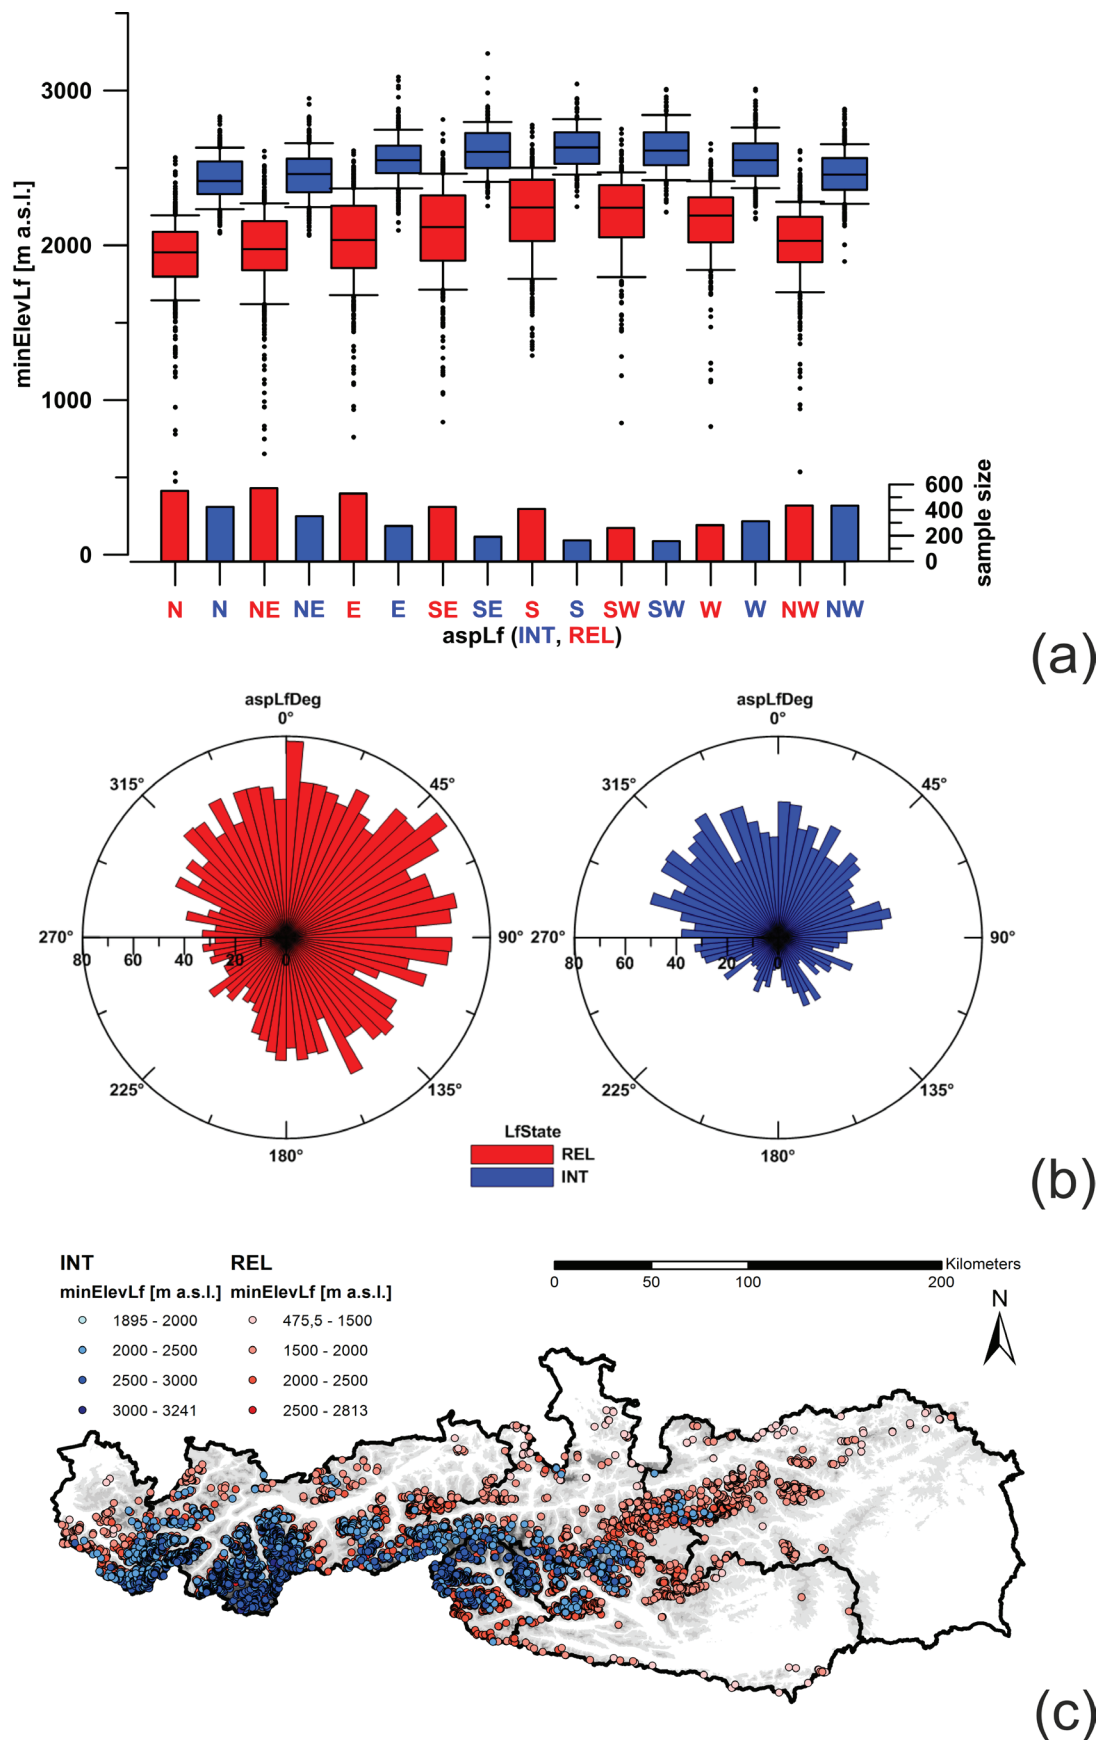 minElevLf [m a.s.l.]
3000
2000
1000
0
600
400
200
0
sample size
N N NE NE E E SE SE S S SW SW W W NW NW
aspLf (INT, REL)
(a)
aspLfDeg
0°
45°
90°
135°
180°
225°
270°
315°
80 60 40 20 0
aspLfDeg
0°
45°
90°
135°
180°
225°
270°
315°
80 60 40 20 0
LfState
REL
INT
(b)
INT
minElevLf [m a.s.l.]
1895 - 2000
2000 - 2500
2500 - 3000
3000 - 3241
REL
minElevLf [m a.s.l.]
475,5 - 1500
1500 - 2000
2000 - 2500
2500 - 2813
Kilometers
0 50 100 200
N
(c)